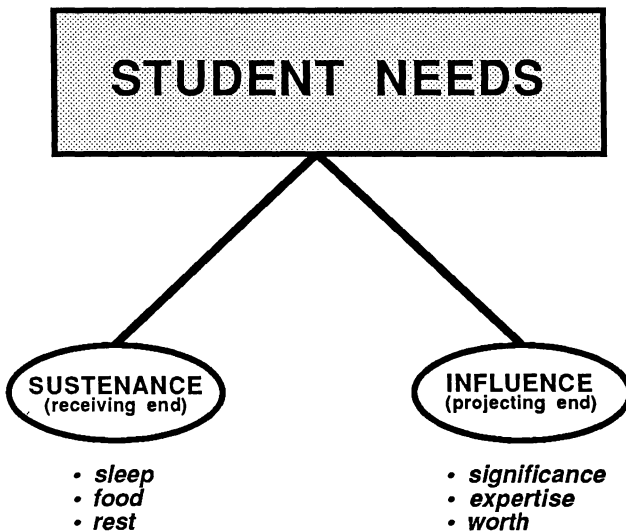 STUDENT NEEDS
SUSTENANCE
(receiving end)
• sleep
• food
• rest
INFLUENCE
(projecting end)
• significance
• expertise
• worth